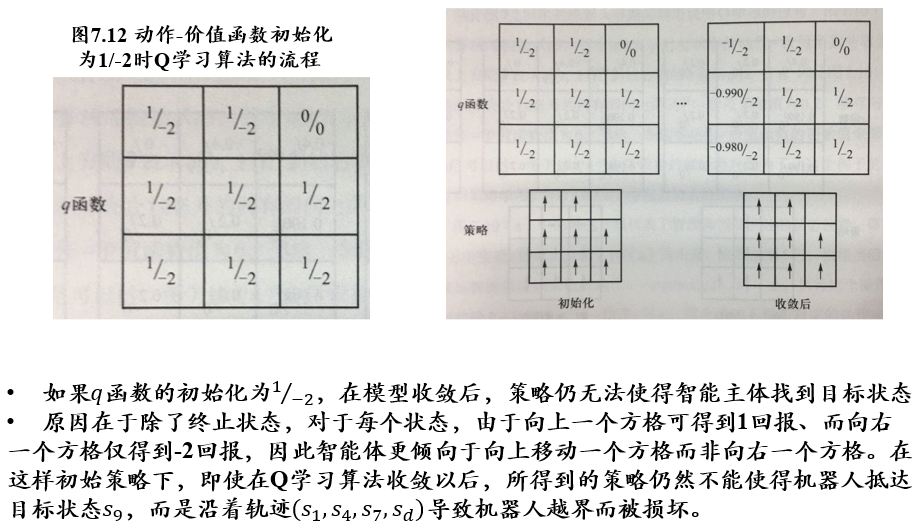 图7.12 动作-价值函数初始化
为1/-2时Q学习算法的流程
1/-2 1/-2 0/0
q函数 1/-2 1/-2 1/-2
1/-2 1/-2 1/-2
1/-2 1/-2 0/0
q函数 1/-2 1/-2 1/-2
1/-2 1/-2 1/-2
...
-1/-2 1/-2 0/0
-0.990/-2 1/-2 1/-2
-0.980/-2 1/-2 1/-2
策略
↑ ↑
↑ ↑ ↑
↑ ↑ ↑
初始化
↑ ↑
↑ ↑ ↑
↑ ↑ ↑
收敛后
• 如果q函数的初始化为1/-2，在模型收敛后，策略仍无法使得智能主体找到目标状态
• 原因在于除了终止状态，对于每个状态，由于向上一个方格可得到1回报、而向右
一个方格仅得到-2回报，因此智能体更倾向于向上移动一个方格而非向右一个方格。在
这样初始策略下，即使在Q学习算法收敛以后，所得到的策略仍然不能使得机器人抵达
目标状态s₉，而是沿着轨迹(s₁, s₄, s₇, s_d)导致机器人越界而被损坏。